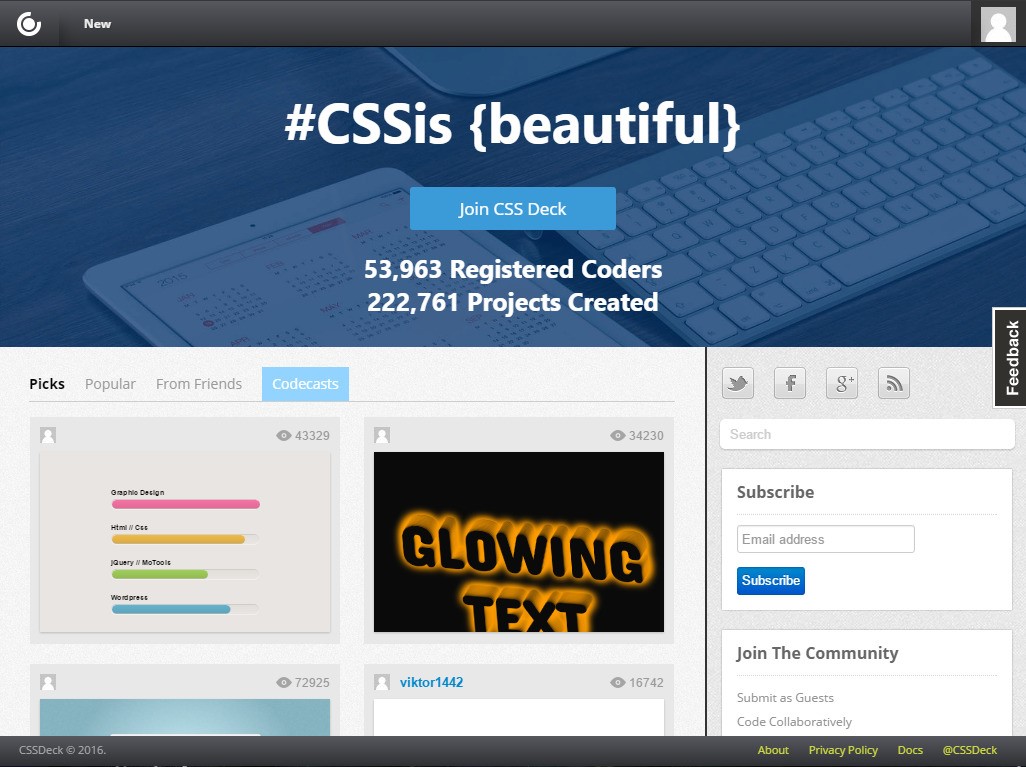 New
#CSSis {beautiful}
Join CSS Deck
53,963 Registered Coders
222,761 Projects Created
Feedback
Picks Popular From Friends Codecasts
43329
Graphic Design
Html // Css
jQuery // MoTools
Wordpress
34230
GLOWING
TEXT
72925
viktor1442 16742
Search
Subscribe
Email address
Subscribe
Join The Community
Submit as Guests
Code Collaboratively
CSSDeck © 2016.
About Privacy Policy Docs @CSSDeck